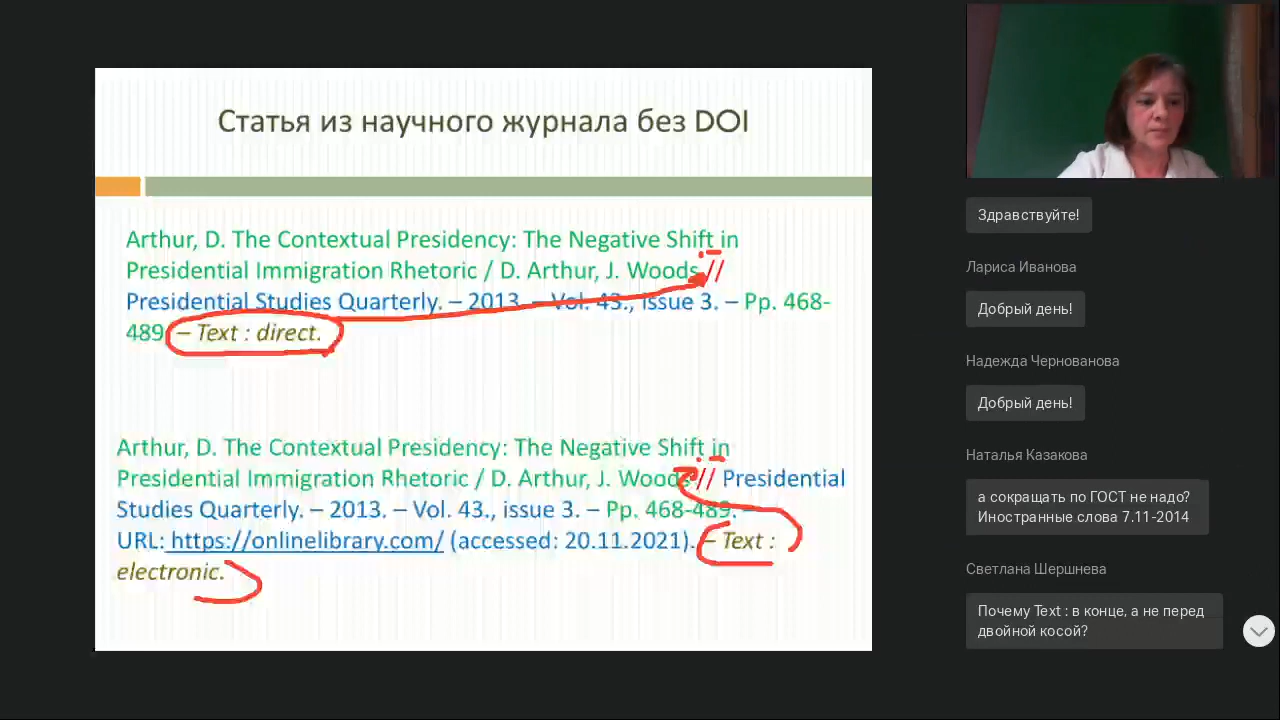 Статья из научного журнала без DOI
Arthur, D. The Contextual Presidency: The Negative Shift in
Presidential Immigration Rhetoric / D. Arthur, J. Woods //
Presidential Studies Quarterly. – 2013. – Vol. 43., issue 3. – Pp. 468-
489. – Text : direct.
Arthur, D. The Contextual Presidency: The Negative Shift in
Presidential Immigration Rhetoric / D. Arthur, J. Woods // Presidential
Studies Quarterly. – 2013. – Vol. 43., issue 3. – Pp. 468-489. –
URL: https://onlinelibrary.com/ (accessed: 20.11.2021). – Text :
electronic.
Здравствуйте!
Лариса Иванова
Добрый день!
Надежда Чернованова
Добрый день!
Наталья Казакова
а сокращать по ГОСТ не надо?
Иностранные слова 7.11-2014
Светлана Шершнева
Почему Text : в конце, а не перед
двойной косой?